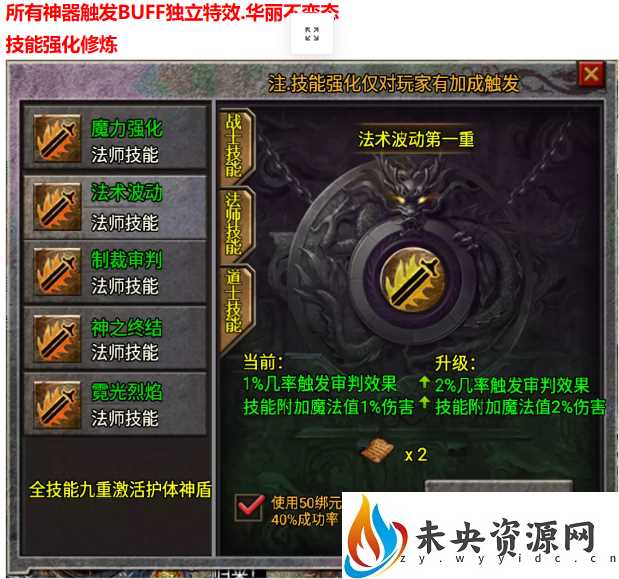 所有神器触发BUFF独立特效.华丽不变态
技能强化修炼
注.技能强化仅对玩家有加成触发
魔力强化
法师技能
法术波动
法师技能
制裁审判
法师技能
神之终结
法师技能
霓光烈焰
法师技能
全技能九重激活护体神盾
战士技能
法师技能
道士技能
法术波动第一重
当前：
1%几率触发审判效果
技能附加魔法值1%伤害
升级：
2%几率触发审判效果
技能附加魔法值2%伤害
x 2
使用50绑元
40%成功率
未央资源网
zy.wyyidc.cn